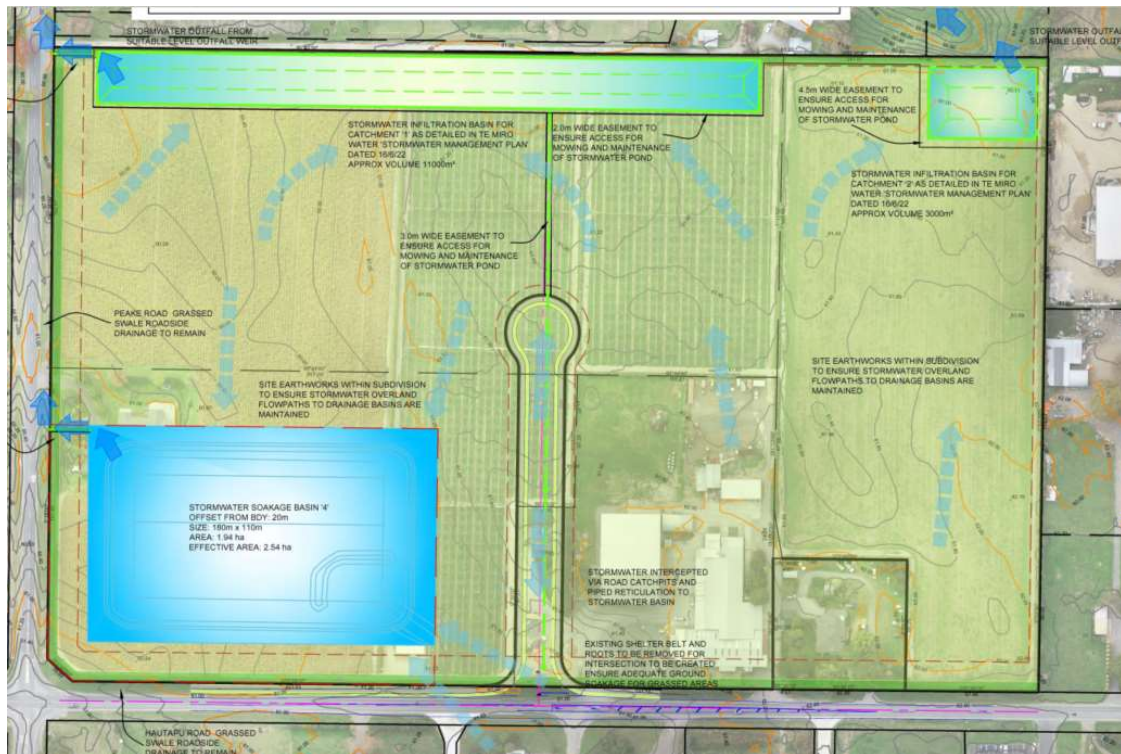 STORMWATER OUTFALL FROM
SUITABLE LEVEL OUTFALL WEIR
STORMWATER OUTFA
SUITABLE LEVEL OUTF
4.5m WIDE EASEMENT TO
ENSURE ACCESS FOR
MOWING AND MAINTENANCE
OF STORMWATER POND
STORMWATER INFILTRATION BASIN FOR
CATCHMENT '1' AS DETAILED IN TE MIRO
WATER 'STORMWATER MANAGEMENT PLAN'
DATED 16/6/22
APPROX VOLUME 11000m³
2.0m WIDE EASEMENT TO
ENSURE ACCESS FOR
MOWING AND MAINTENANCE
OF STORMWATER POND
STORMWATER INFILTRATION BASIN FOR
CATCHMENT '2' AS DETAILED IN TE MIRO
WATER 'STORMWATER MANAGEMENT PLAN'
DATED 16/6/22
APPROX VOLUME 3000m³
3.0m WIDE EASEMENT TO
ENSURE ACCESS FOR
MOWING AND MAINTENANCE
OF STORMWATER POND
PEAKE ROAD GRASSED
SWALE ROADSIDE
DRAINAGE TO REMAIN
SITE EARTHWORKS WITHIN SUBDIVISION
TO ENSURE STORMWATER OVERLAND
FLOWPATHS TO DRAINAGE BASINS ARE
MAINTAINED
SITE EARTHWORKS WITHIN SUBDIVISION
TO ENSURE STORMWATER OVERLAND
FLOWPATHS TO DRAINAGE BASINS ARE
MAINTAINED
STORMWATER SOAKAGE BASIN '4'
OFFSET FROM BDY: 20m
SIZE: 180m x 110m
AREA: 1.94 ha
EFFECTIVE AREA: 2.54 ha
STORMWATER INTERCEPTED
VIA ROAD CATCHPITS AND
PIPED RETICULATION TO
STORMWATER BASIN
EXISTING SHELTER BELT AND
ROOTS TO BE REMOVED FOR
INTERSECTION TO BE CREATED
ENSURE ADEQUATE GROUND
SOAKAGE FOR GRASSED AREAS
HAUTAPU ROAD GRASSED
SWALE ROADSIDE
DRAINAGE TO REMAIN